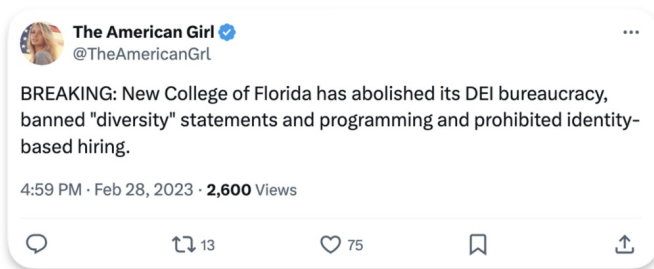 The American Girl
@TheAmericanGrl
BREAKING: New College of Florida has abolished its DEI bureaucracy,
banned "diversity" statements and programming and prohibited identity-
based hiring.
4:59 PM · Feb 28, 2023 · 2,600 Views
13 75